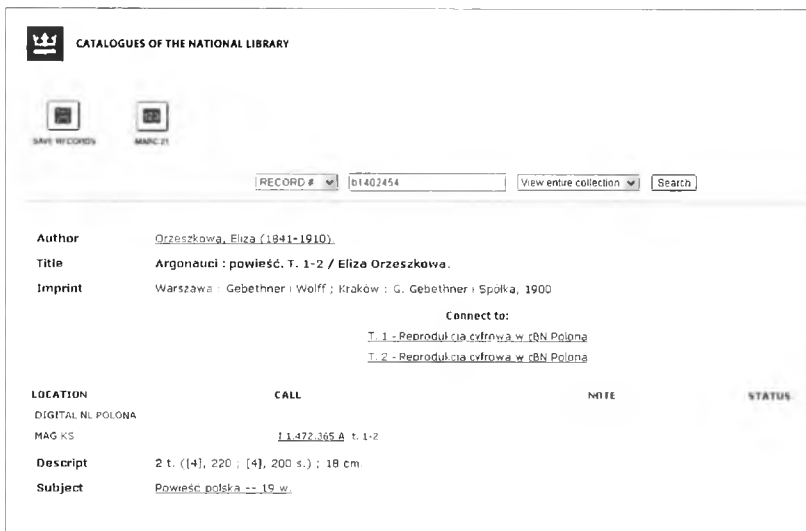 CATALOGUES OF THE NATIONAL LIBRARY
SAVE RECORDS MARC 21
RECORD # b1402454 View entire collection Search
Author Orzeszkowa, Eliza (1841-1910).
Title Argonauci : powieść. T. 1-2 / Eliza Orzeszkowa.
Imprint Warszawa : Gebethner i Wolff ; Kraków : G. Gebethner i Spółka, 1900
Connect to:
T. 1 - Reprodukcja cyfrowa w cBN Polona
T. 2 - Reprodukcja cyfrowa w cBN Polona
LOCATION CALL NOTE STATUS
DIGITAL NL POLONA
MAG KS 1.472.365 A t. 1-2
Descript 2 t. ([4], 220 ; [4], 200 s.) ; 18 cm.
Subject Powieść polska -- 19 w.